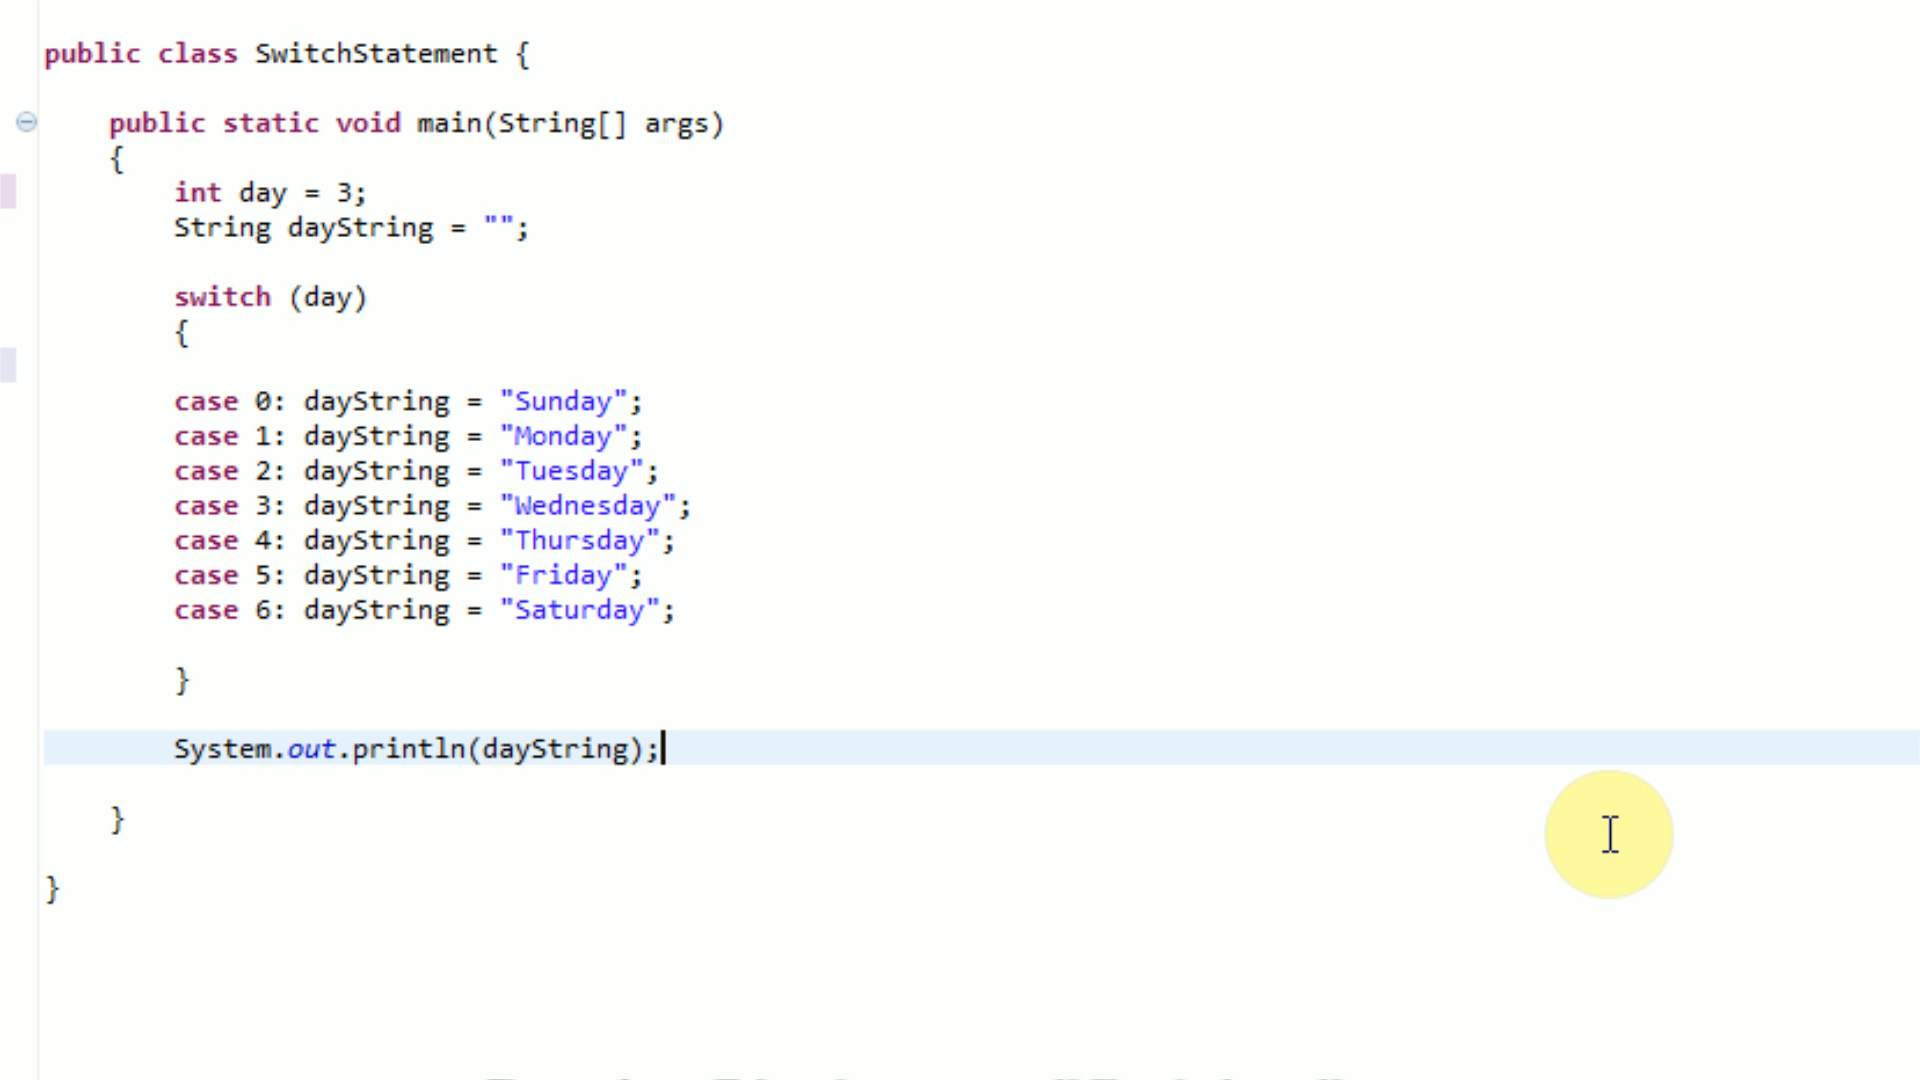 public class SwitchStatement {
public static void main(String[] args)
{
int day = 3;
String dayString = "";
switch (day)
{
case 0: dayString = "Sunday";
case 1: dayString = "Monday";
case 2: dayString = "Tuesday";
case 3: dayString = "Wednesday";
case 4: dayString = "Thursday";
case 5: dayString = "Friday";
case 6: dayString = "Saturday";
}
System.out.println(dayString);
}
}